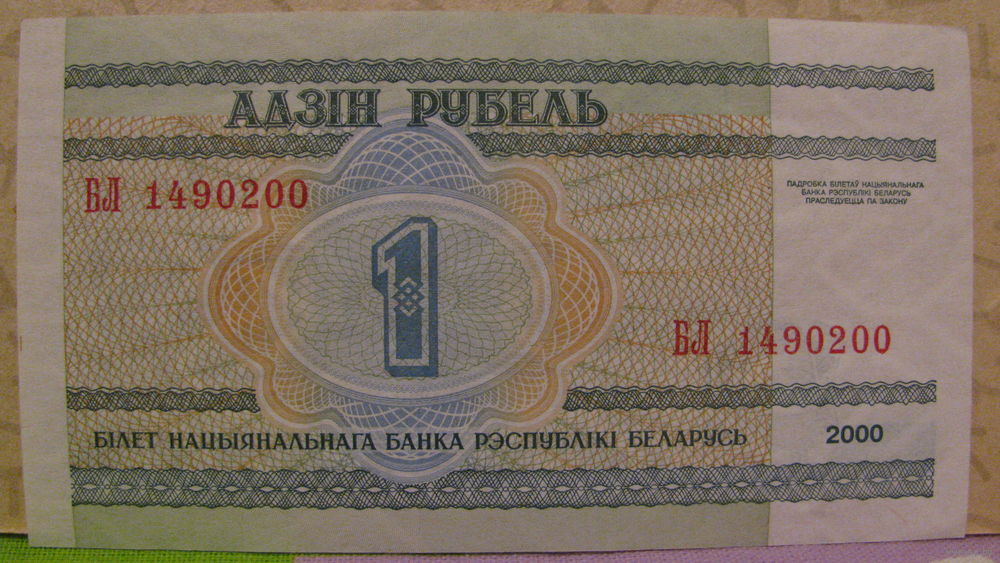 АДЗІН РУБЕЛЬ
БЛ 1490200
ПАДРОБКА БІЛЕТАЎ НАЦЫЯНАЛЬНАГА
БАНКА РЭСПУБЛІКІ БЕЛАРУСЬ
ПРАСЛЕДУЕЦЦА ПА ЗАКОНУ
1
БЛ 1490200
БІЛЕТ НАЦЫЯНАЛЬНАГА БАНКА РЭСПУБЛІКІ БЕЛАРУСЬ
2000